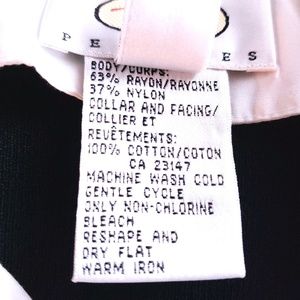 P E E S
BODY/CORPS:
63% RAYON/RAYONNE
37% NYLON
COLLAR AND FACING/
COLLIER ET
REVÊTEMENTS:
100% COTTON/COTON
CA 23147
MACHINE WASH COLD
GENTLE CYCLE
ONLY NON-CHLORINE
BLEACH
RESHAPE AND
DRY FLAT
WARM IRON